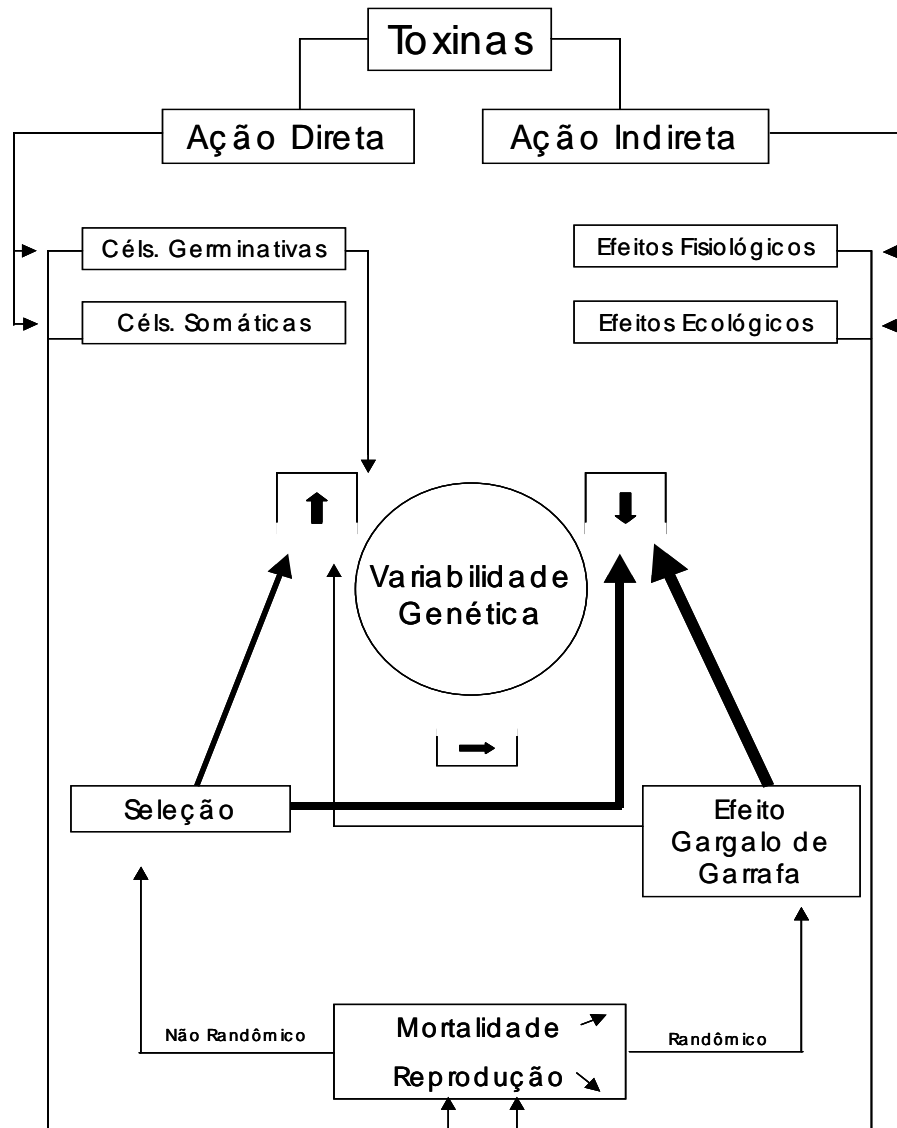 Toxinas
Ação Direta
Ação Indireta
Céls. Germinativas
Céls. Somáticas
Efeitos Fisiológicos
Efeitos Ecológicos
Variabilidade
Genética
Seleção
Efeito
Gargalo de
Garrafa
Não Randômico
Mortalidade
Reprodução
Randômico